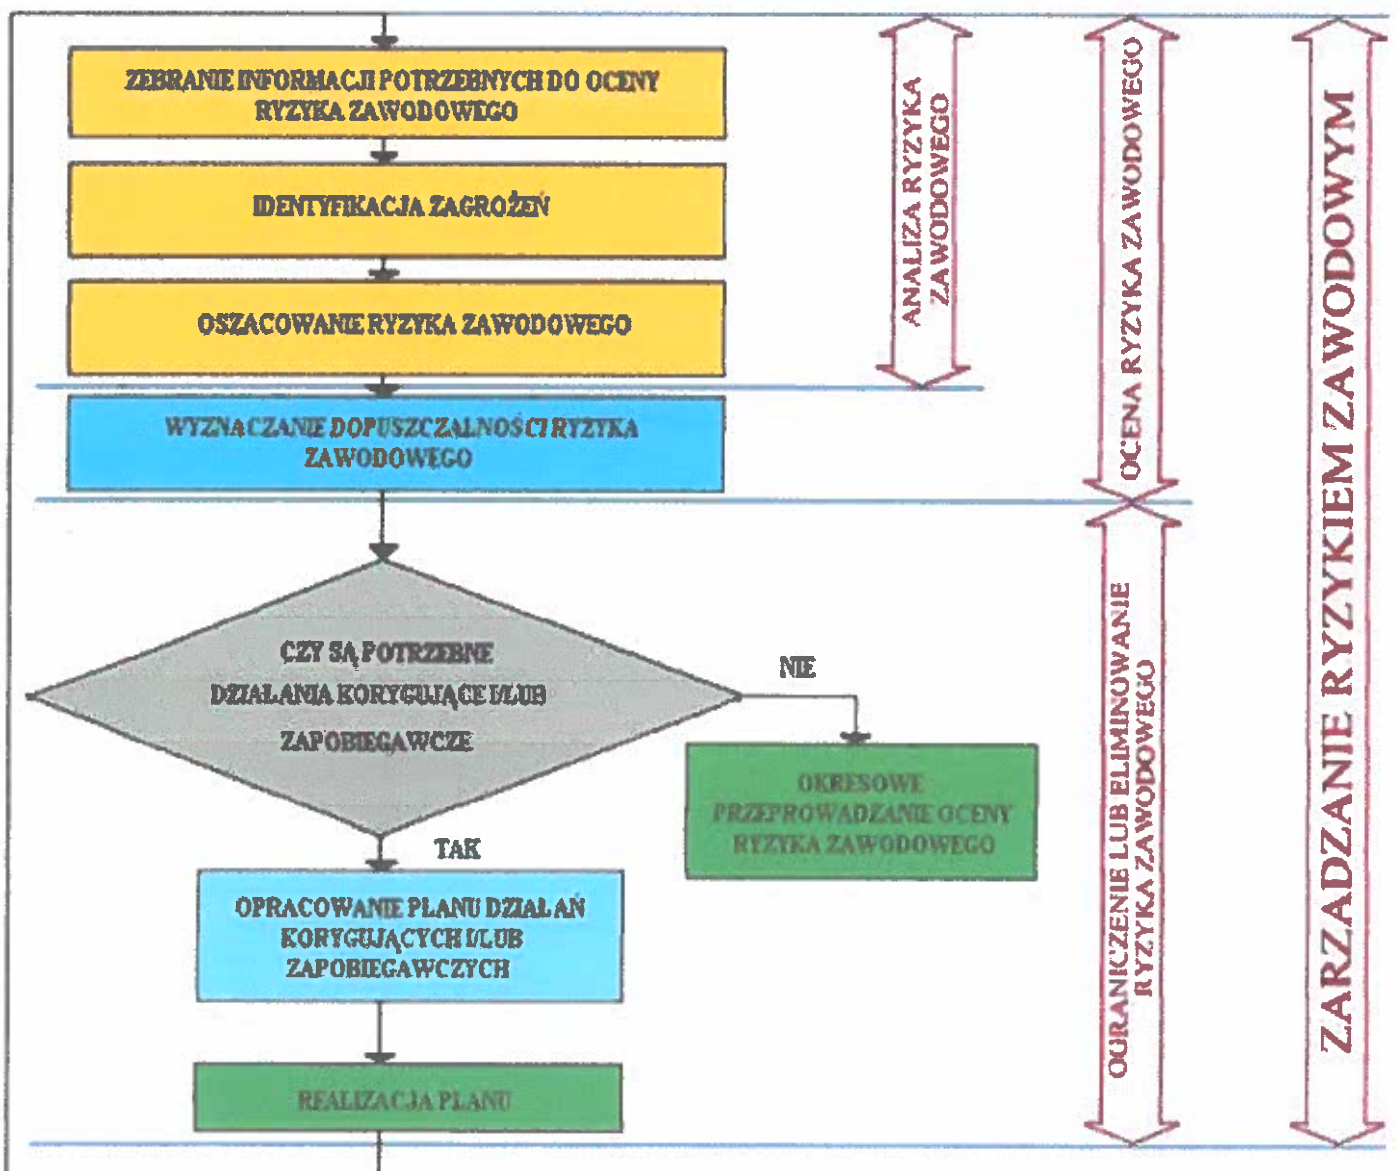 ZEBRANIE INFORMACJI POTRZEBNYCH DO OCENY
RYZYKA ZAWODOWEGO
IDENTYFIKACJA ZAGROŻEŃ
OSZACOWANIE RYZYKA ZAWODOWEGO
WYZNACZANIE DOPUSZCZALNOŚCI RYZYKA
ZAWODOWEGO
CZY SĄ POTRZEBNE
DZIAŁANIA KORYGUJĄCE I/LUB
ZAPOBIEGAWCZE
NIE
OKRESOWE
PRZEPROWADZANIE OCENY
RYZYKA ZAWODOWEGO
TAK
OPRACOWANIE PLANU DZIAŁAŃ
KORYGUJĄCYCH I/LUB
ZAPOBIEGAWCZYCH
REALIZACJA PLANU
ANALIZA RYZYKA
ZAWODOWEGO
OCENA RYZYKA ZAWODOWEGO
OGRANICZENIE LUB ELIMINOWANIE
RYZYKA ZAWODOWEGO
ZARZADZANIE RYZYKIEM ZAWODOWYM